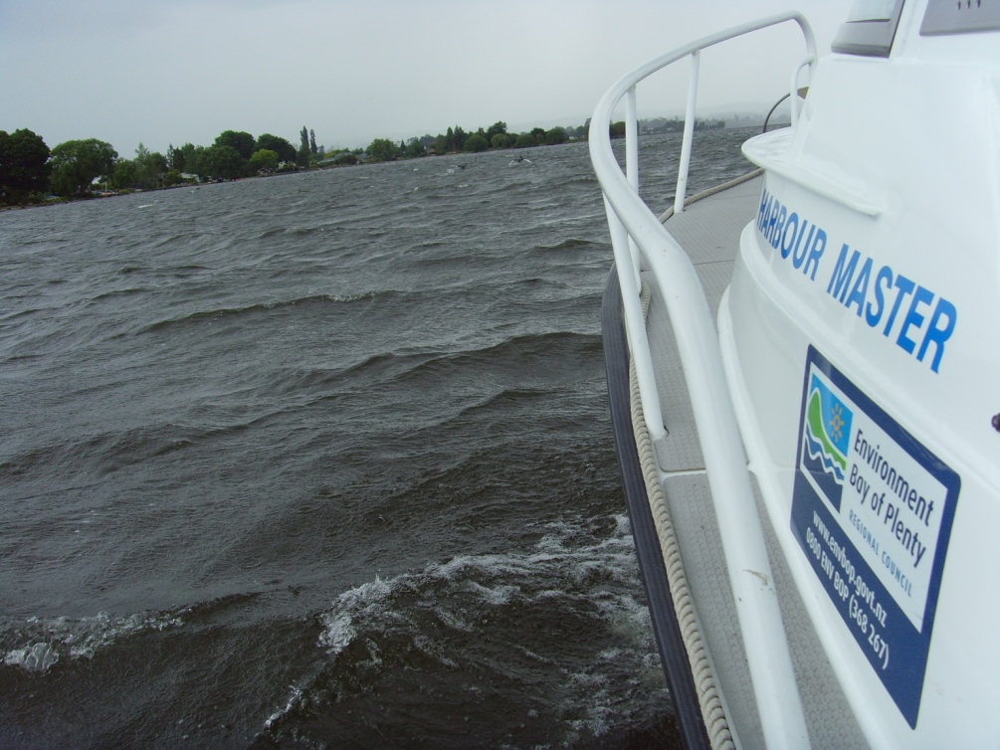 HARBOUR MASTER
Environment
Bay of Plenty
REGIONAL COUNCIL
www.envbop.govt.nz
0800 ENV BOP (368 267)